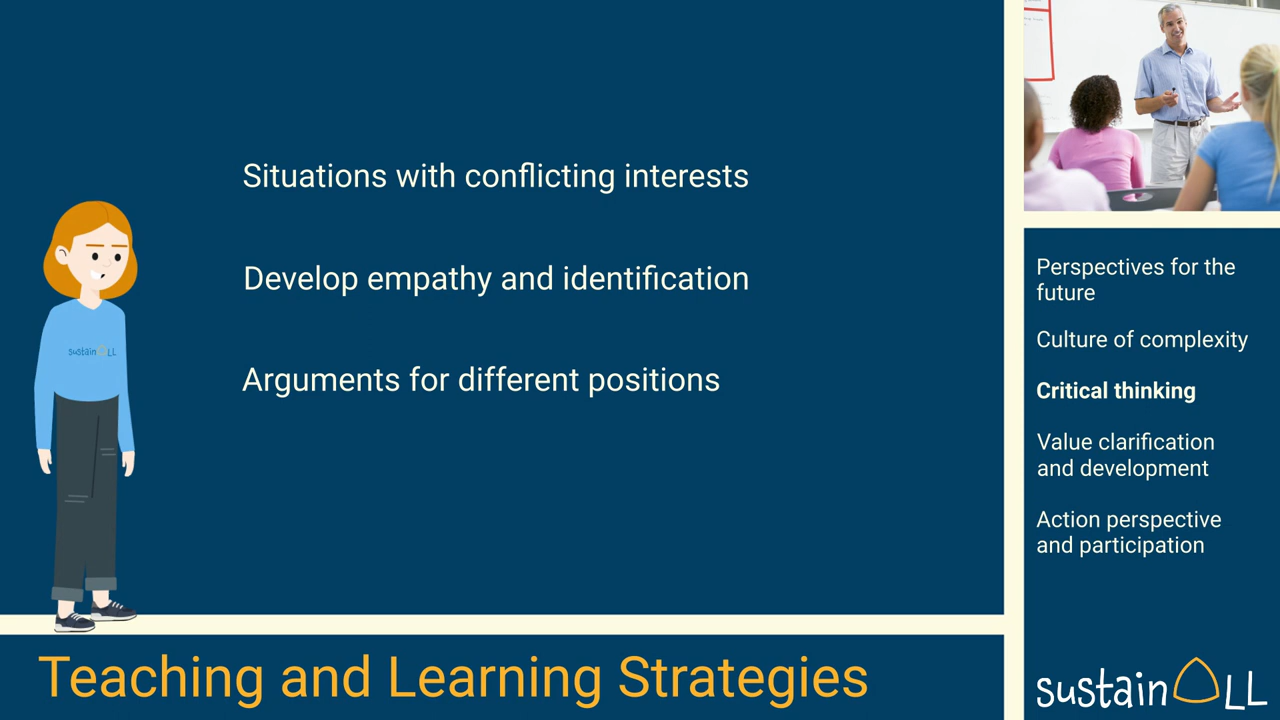 Situations with conflicting interests
Develop empathy and identification
Arguments for different positions
sustain LL
Teaching and Learning Strategies
Perspectives for the
future
Culture of complexity
Critical thinking
Value clarification
and development
Action perspective
and participation
sustain LL